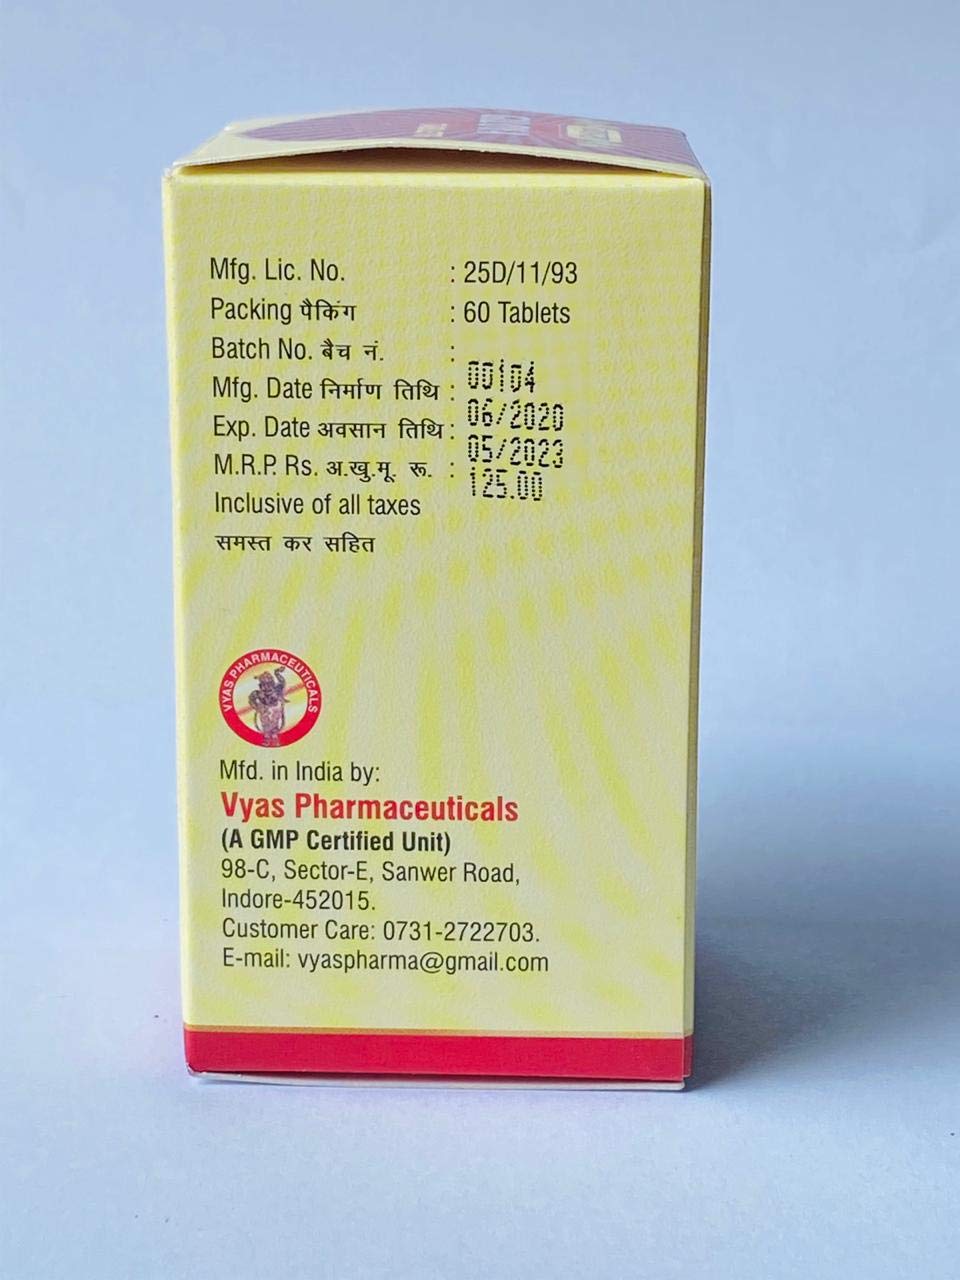 Mfg. Lic. No. : 25D/11/93
Packing पैकिंग : 60 Tablets
Batch No. बैच नं. : 00104
Mfg. Date निर्माण तिथि : 06/2020
Exp. Date अवसान तिथि : 05/2023
M.R.P. Rs. अ.खु.मू. रू. : 125.00
Inclusive of all taxes
समस्त कर सहित
VYAS PHARMACEUTICALS
Mfd. in India by:
Vyas Pharmaceuticals
(A GMP Certified Unit)
98-C, Sector-E, Sanwer Road,
Indore-452015.
Customer Care: 0731-2722703.
E-mail: vyaspharma@gmail.com